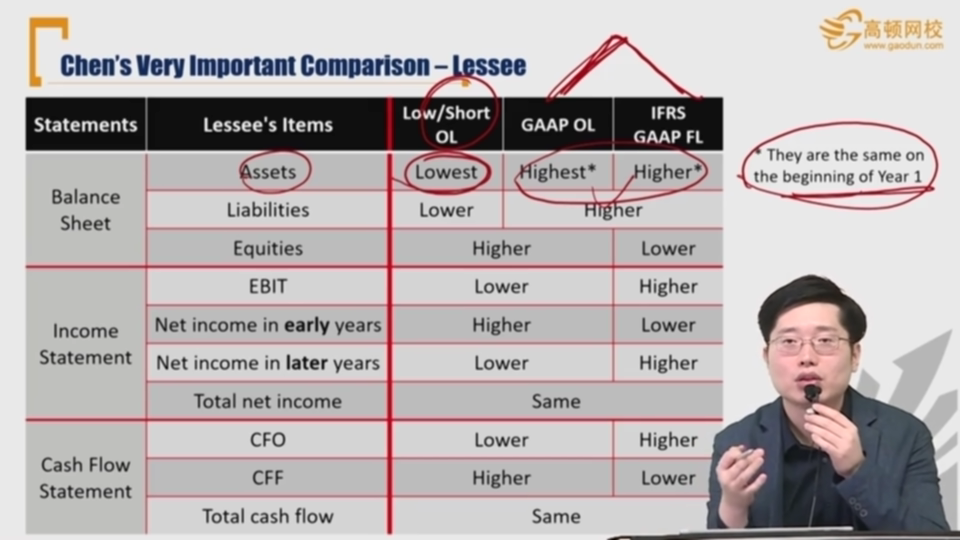 高顿网校
www.gaodun.com
Chen's Very Important Comparison – Lessee
Statements
Lessee's Items
Low/Short
OL
GAAP OL
IFRS
GAAP FL
Balance
Sheet
Assets
Lowest
Highest*
Higher*
Liabilities
Lower
Higher
Equities
Higher
Lower
* They are the same on
the beginning of Year 1
Income
Statement
EBIT
Lower
Higher
Net income in early years
Higher
Lower
Net income in later years
Lower
Higher
Total net income
Same
Cash Flow
Statement
CFO
Lower
Higher
CFF
Higher
Lower
Total cash flow
Same